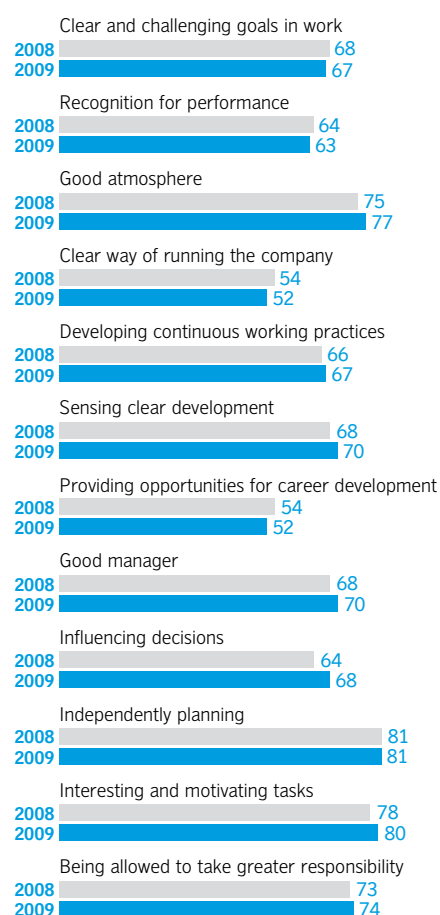 Clear and challenging goals in work
2008 68
2009 67
Recognition for performance
2008 64
2009 63
Good atmosphere
2008 75
2009 77
Clear way of running the company
2008 54
2009 52
Developing continuous working practices
2008 66
2009 67
Sensing clear development
2008 68
2009 70
Providing opportunities for career development
2008 54
2009 52
Good manager
2008 68
2009 70
Influencing decisions
2008 64
2009 68
Independently planning
2008 81
2009 81
Interesting and motivating tasks
2008 78
2009 80
Being allowed to take greater responsibility
2008 73
2009 74